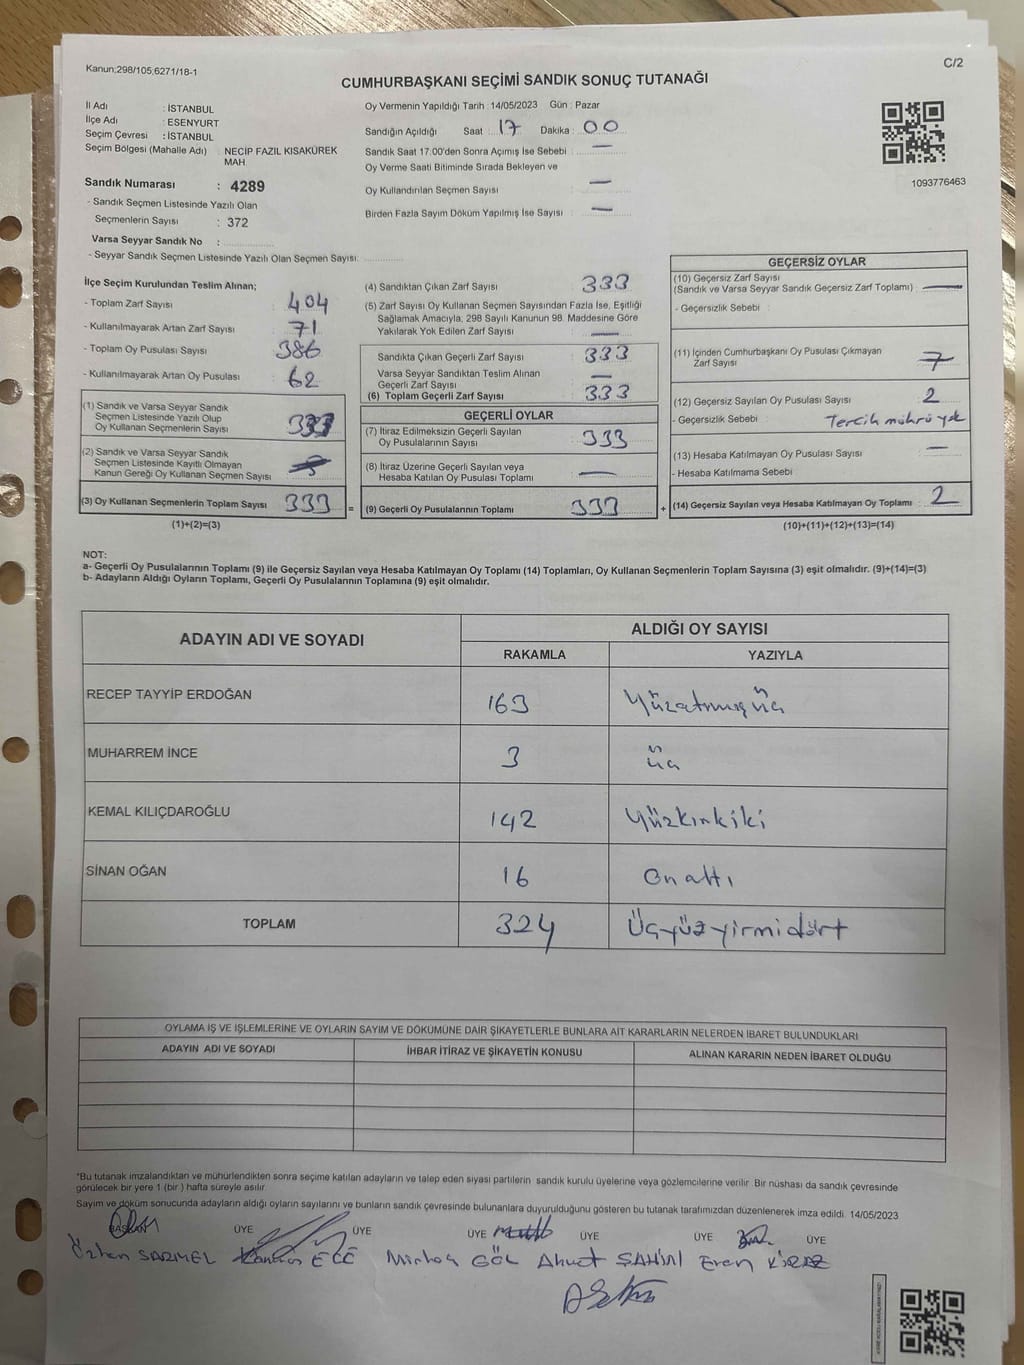 Kanun;298/105,6271/18-1
C/2
CUMHURBAŞKANI SEÇİMİ SANDIK SONUÇ TUTANAĞI
İl Adı : İSTANBUL
İlçe Adı : ESENYURT
Seçim Çevresi : İSTANBUL
Seçim Bölgesi (Mahalle Adı) : NECİP FAZIL KISAKÜREK
MAH
Sandık Numarası : 4289
- Sandık Seçmen Listesinde Yazılı Olan
Seçmenlerin Sayısı : 372
Varsa Seyyar Sandık No :
- Seyyar Sandık Seçmen Listesinde Yazılı Olan Seçmen Sayısı:
Oy Vermenin Yapıldığı Tarih : 14/05/2023 Gün : Pazar
Sandığın Açıldığı Saat : 17 Dakika : 00
Sandık Saat 17:00'den Sonra Açımış İse Sebebi : —
Oy Verme Saati Bitiminde Sırada Bekleyen ve
Oy Kullandırılan Seçmen Sayısı : —
Birden Fazla Sayım Döküm Yapılmış İse Sayısı : —
1093776463
İlçe Seçim Kurulundan Teslim Alınan;
- Toplam Zarf Sayısı : 404
- Kullanılmayarak Artan Zarf Sayısı : 71
- Toplam Oy Pusulası Sayısı : 386
- Kullanılmayarak Artan Oy Pusulası : 62
(1) Sandık ve Varsa Seyyar Sandık
Seçmen Listesinde Yazılı Olup
Oy Kullanan Seçmenlerin Sayısı : 333
(2) Sandık ve Varsa Seyyar Sandık
Seçmen Listesinde Kayıtlı Olmayan
Kanun Gereği Oy Kullanan Seçmen Sayısı :
(3) Oy Kullanan Seçmenlerin Toplam Sayısı : 333
(1)+(2)=(3)
(4) Sandıktan Çıkan Zarf Sayısı : 333
(5) Zarf Sayısı Oy Kullanan Seçmen Sayısından Fazla İse, Eşitliği
Sağlamak Amacıyla, 298 Sayılı Kanunun 98. Maddesine Göre
Yakılarak Yok Edilen Zarf Sayısı : —
Sandıkta Çıkan Geçerli Zarf Sayısı : 333
Varsa Seyyar Sandıktan Teslim Alınan
Geçerli Zarf Sayısı : —
(6) Toplam Geçerli Zarf Sayısı : 333
GEÇERLİ OYLAR
(7) İtiraz Edilmeksizin Geçerli Sayılan
Oy Pusulalarının Sayısı : 333
(8) İtiraz Üzerine Geçerli Sayılan veya
Hesaba Katılan Oy Pusulası Toplamı : —
= (9) Geçerli Oy Pusulalarının Toplamı : 333
GEÇERSİZ OYLAR
(10) Geçersiz Zarf Sayısı
(Sandık ve Varsa Seyyar Sandık Geçersiz Zarf Toplamı) : —
- Geçersizlik Sebebi :
(11) İçinden Cumhurbaşkanı Oy Pusulası Çıkmayan
Zarf Sayısı : 7
(12) Geçersiz Sayılan Oy Pusulası Sayısı : 2
- Geçersizlik Sebebi : Tercih mührü yok
(13) Hesaba Katılmayan Oy Pusulası Sayısı : —
- Hesaba Katılmama Sebebi
+ (14) Geçersiz Sayılan veya Hesaba Katılmayan Oy Toplamı : 2
(10)+(11)+(12)+(13)=(14)
NOT:
a- Geçerli Oy Pusulalarının Toplamı (9) ile Geçersiz Sayılan veya Hesaba Katılmayan Oy Toplamı (14) Toplamları, Oy Kullanan Seçmenlerin Toplam Sayısına (3) eşit olmalıdır. (9)+(14)=(3)
b- Adayların Aldığı Oyların Toplamı, Geçerli Oy Pusulalarının Toplamına (9) eşit olmalıdır.
ADAYIN ADI VE SOYADI
ALDIĞI OY SAYISI
RAKAMLA YAZIYLA
RECEP TAYYİP ERDOĞAN 163 Yüzatmışüç
MUHARREM İNCE 3 üç
KEMAL KILIÇDAROĞLU 142 Yüzkırkiki
SİNAN OĞAN 16 Onaltı
TOPLAM 324 Üçyüzyirmidört
OYLAMA İŞ VE İŞLEMLERİNE VE OYLARIN SAYIM VE DÖKÜMÜNE DAİR ŞİKAYETLERLE BUNLARA AİT KARARLARIN NELERDEN İBARET BULUNDUKLARI
ADAYIN ADI VE SOYADI İHBAR İTİRAZ VE ŞİKAYETİN KONUSU ALINAN KARARIN NEDEN İBARET OLDUĞU
*Bu tutanak imzalandıktan ve mühürlendikten sonra seçime katılan adayların ve talep eden siyasi partilerin sandık kurulu üyelerine veya gözlemcilerine verilir. Bir nüshası da sandık çevresinde
görülecek bir yere 1 (bir ) hafta süreyle asılır
Sayım ve döküm sonucunda adayların aldığı oyların sayılarını ve bunların sandık çevresinde bulunanlara duyurulduğunu gösteren bu tutanak tarafımızdan düzenlenerek imza edildi. 14/05/2023
BAŞKAN ÜYE ÜYE ÜYE ÜYE ÜYE ÜYE
SARMEL ECE GÖL Ahmet ŞAHİN Eren KİRAZ